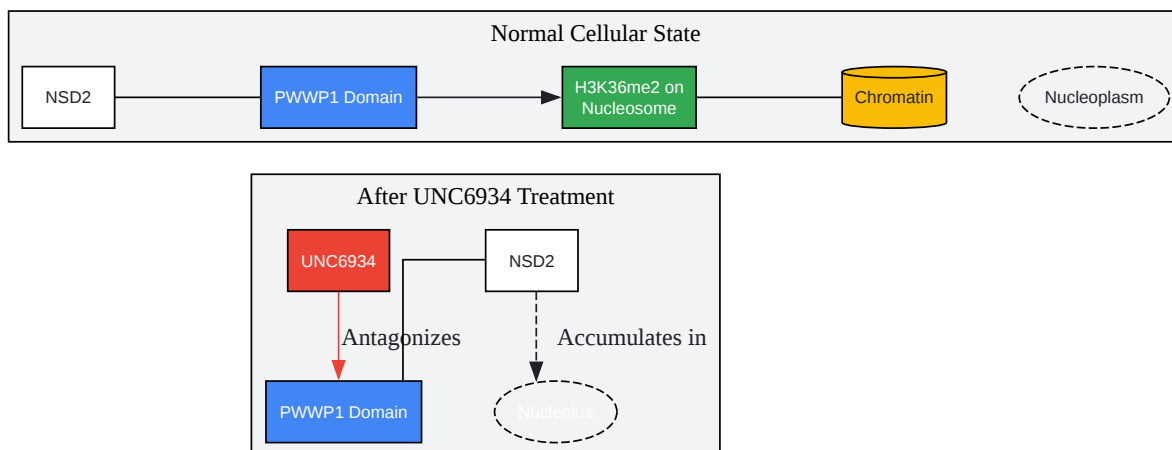 Normal Cellular State
NSD2
PWWP1 Domain
H3K36me2 on
Nucleosome
Chromatin
Nucleoplasm
After UNC6934 Treatment
UNC6934
NSD2
Antagonizes
Accumulates in
PWWP1 Domain
Nucleolus